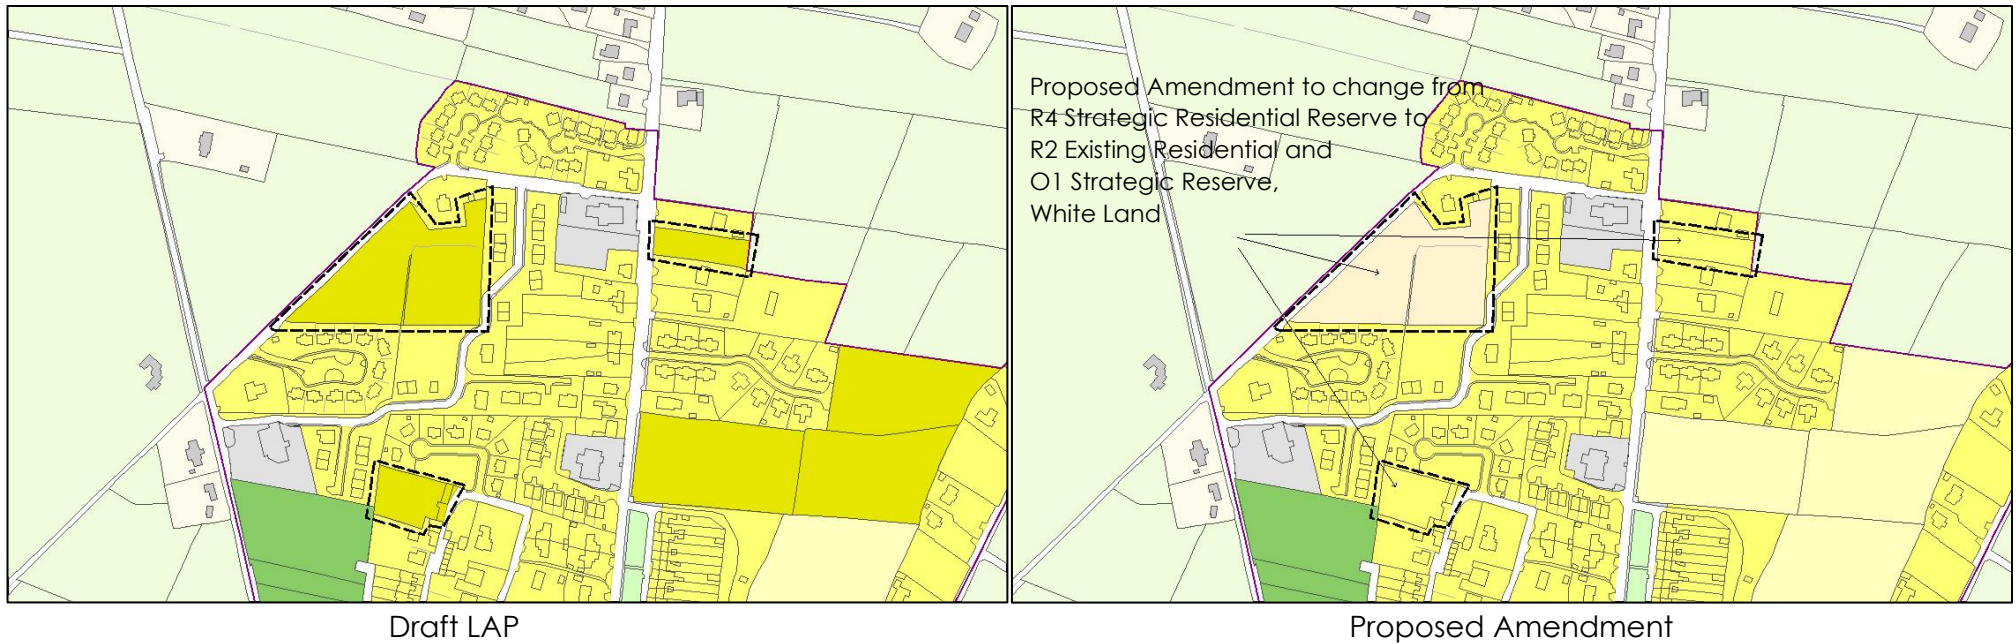 Proposed Amendment to change from
R4 Strategic Residential Reserve to
R2 Existing Residential and
O1 Strategic Reserve,
White Land
Draft LAP
Proposed Amendment